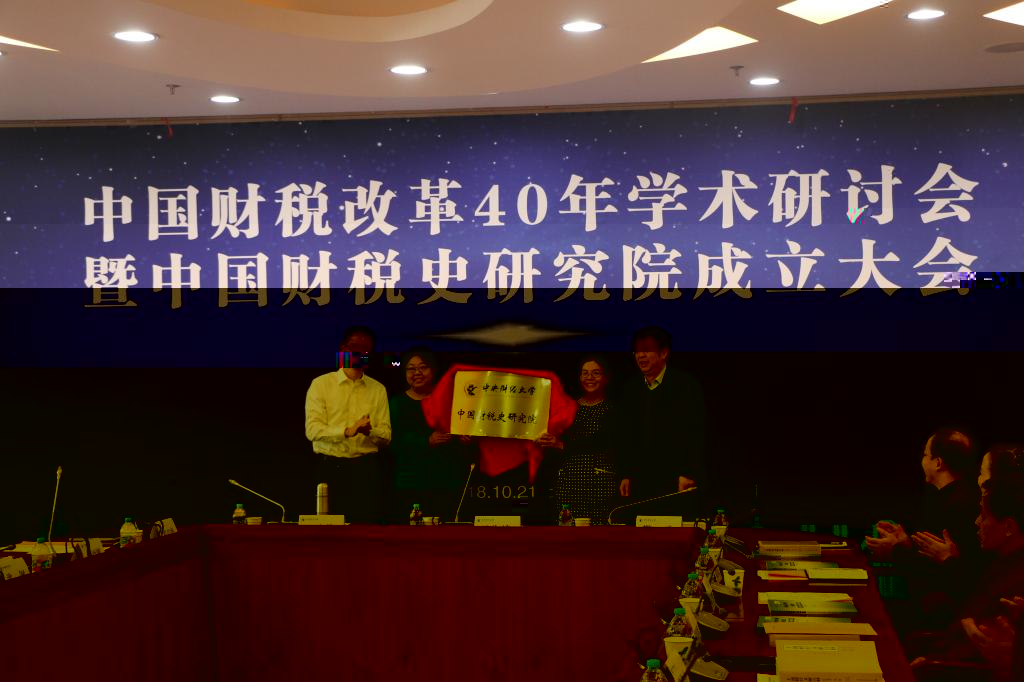 中国财税改革40年学术研讨会
暨中国财税史研究院成立大会
中央财经大学
中国财税史研究院
18.10.21